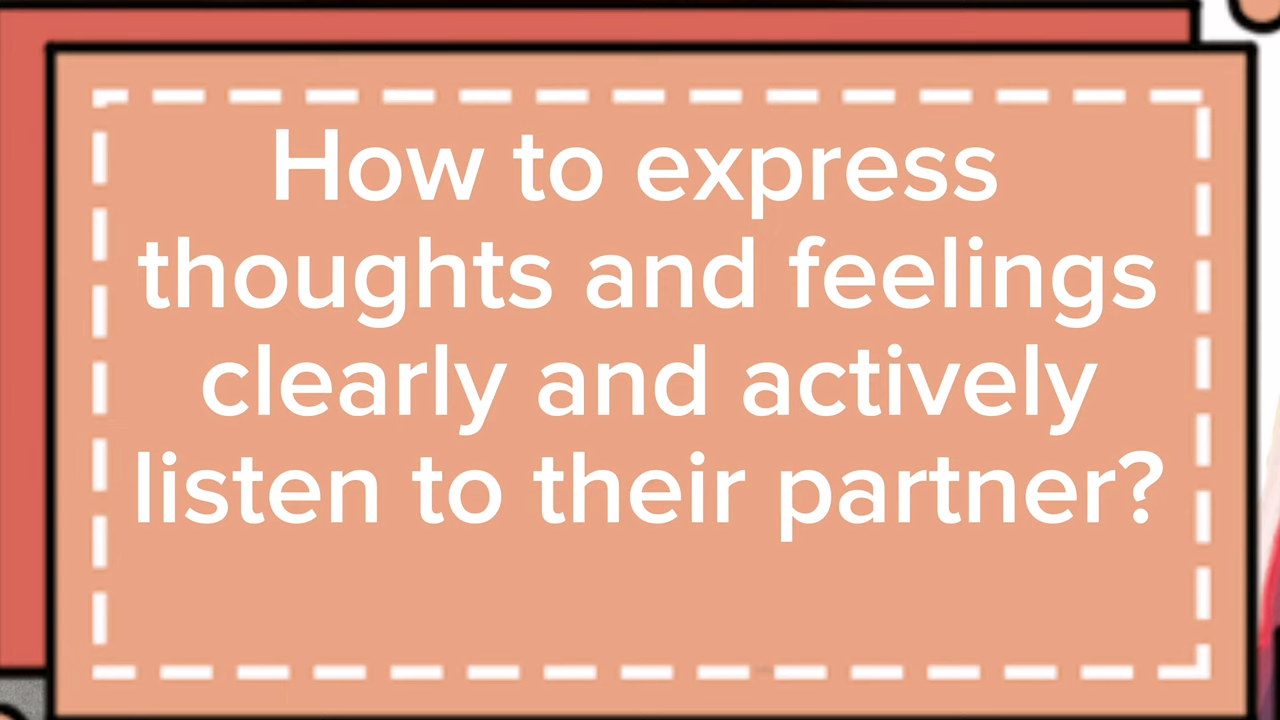 How to express
thoughts and feelings
clearly and actively
listen to their partner?